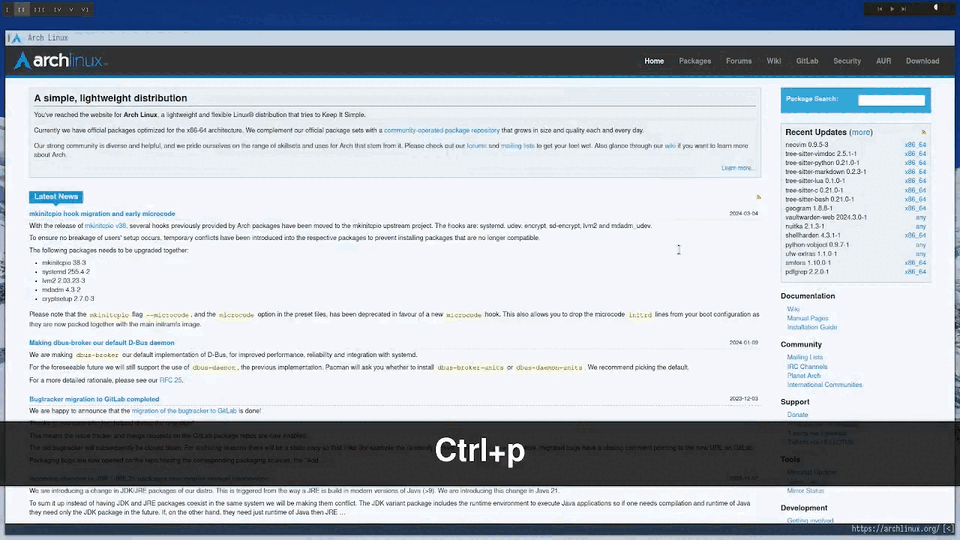 I II III IV V VI
Arch Linux
archlinux
Home Packages Forums Wiki GitLab Security AUR Download
A simple, lightweight distribution
You've reached the website for Arch Linux, a lightweight and flexible Linux® distribution that tries to Keep It Simple.
Currently we have official packages optimized for the x86-64 architecture. We complement our official package sets with a community-operated package repository that grows in size and quality each and every day.
Our strong community is diverse and helpful, and we pride ourselves on the range of skillsets and uses for Arch that stem from it. Please check out our forums and mailing lists to get your feet wet. Also glance through our wiki if you want to learn more
about Arch.
Learn more...
Package Search:
Recent Updates (more)
neovim 0.9.5-3 x86_64
tree-sitter-vimdoc 2.5.1-1 x86_64
tree-sitter-python 0.21.0-1 x86_64
tree-sitter-markdown 0.2.3-1 x86_64
tree-sitter-lua 0.1.0-1 x86_64
tree-sitter-c 0.21.0-1 x86_64
tree-sitter-bash 0.21.0-1 x86_64
geogram 1.8.8-1 x86_64
vaultwarden-web 2024.3.0-1 any
nuitka 2.1.3-1 any
shellharden 4.3.1-1 x86_64
python-vobject 0.9.7-1 any
ufw-extras 1.1.0-1 any
amfora 1.10.0-1 x86_64
pdfgrep 2.2.0-1 x86_64
Latest News
mkinitcpio hook migration and early microcode 2024-03-04
With the release of mkinitcpio v38, several hooks previously provided by Arch packages have been moved to the mkinitcpio upstream project. The hooks are: systemd, udev, encrypt, sd-encrypt, lvm2 and mdadm_udev.
To ensure no breakage of users' setup occurs, temporary conflicts have been introduced into the respective packages to prevent installing packages that are no longer compatible.
The following packages needs to be upgraded together:
mkinitcpio 38-3
systemd 255.4-2
lvm2 2.03.23-3
mdadm 4.3-2
cryptsetup 2.7.0-3
Please note that the mkinitcpio flag --microcode, and the microcode option in the preset files, has been deprecated in favour of a new microcode hook. This also allows you to drop the microcode initrd lines from your boot configuration as
they are now packed together with the main initramfs image.
Making dbus-broker our default D-Bus daemon 2024-01-09
We are making dbus-broker our default implementation of D-Bus, for improved performance, reliability and integration with systemd.
For the foreseeable future we will still support the use of dbus-daemon, the previous implementation. Pacman will ask you whether to install dbus-broker-units or dbus-daemon-units. We recommend picking the default.
For a more detailed rationale, please see our RFC 25.
Bugtracker migration to GitLab completed 2023-12-03
We are happy to announce that the migration of the bugtracker to GitLab is done!
Documentation
Wiki
Manual Pages
Installation Guide
Community
Mailing Lists
IRC Channels
Planet Arch
International Communities
Support
Donate
Ctrl+p
Tools
Mirror Status
We are introducing a change in JDK/JRE packages of our distro. This is triggered from the way a JRE is build in modern versions of Java (>9). We are introducing this change in Java 21.
To sum it up instead of having JDK and JRE packages coexist in the same system we will be making them conflict. The JDK variant package includes the runtime environment to execute Java applications so if one needs compilation and runtime of Java
they need only the JDK package in the future. If, on the other hand, they need just runtime of Java then JRE ...
Development
Getting involved
https://archlinux.org/ [<]